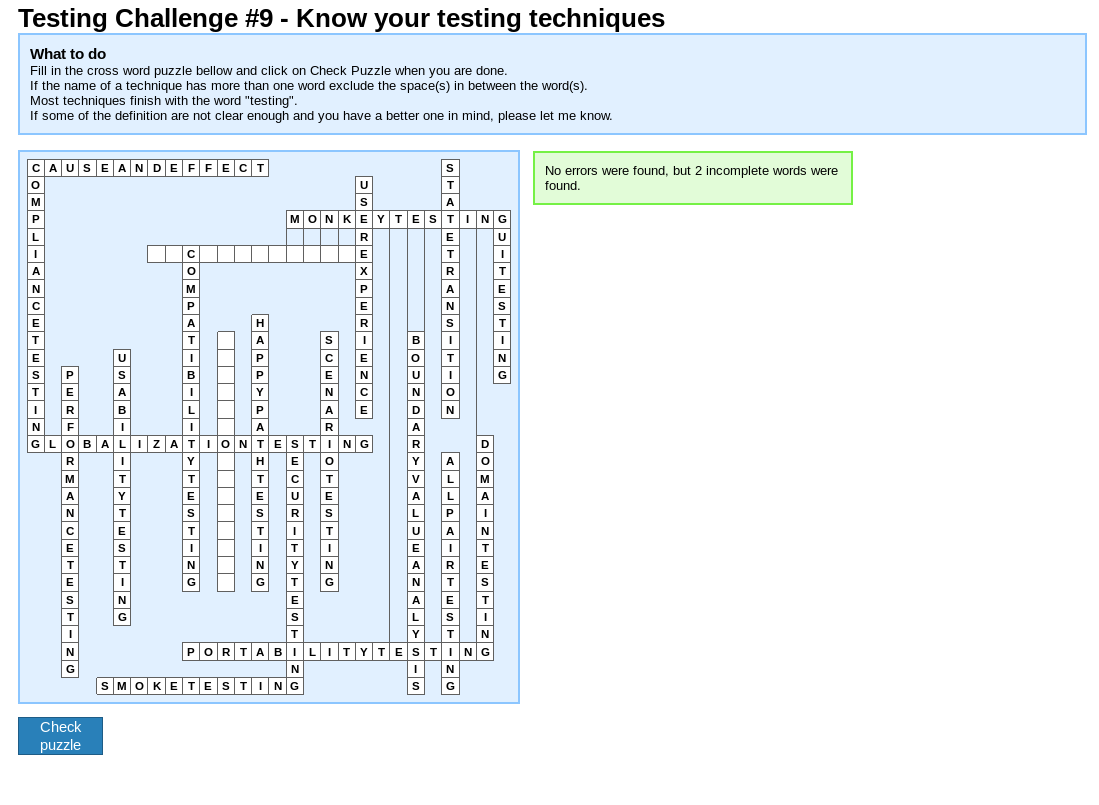 Testing Challenge #9 - Know your testing techniques
What to do
Fill in the cross word puzzle bellow and click on Check Puzzle when you are done.
If the name of a technique has more than one word exclude the space(s) in between the word(s).
Most techniques finish with the word "testing".
If some of the definition are not clear enough and you have a better one in mind, please let me know.
CAUSEANDEFFECT
COMPLIANCETESTING
STATETRANSITION
USEREXPERIENCE
MONKEYTESTING
GUITESTING
COMPATIBILITYTESTING
HAPPYPATHTESTING
SCENARIOTESTING
BOUNDARYVALUEANALYSIS
USABILITYTESTING
PERFORMANCETESTING
GLOBALIZATIONTESTING
SECURITYTESTING
DOMAINTESTING
ALLPAIRTESTING
PORTABILITYTESTING
SMOKETESTING
No errors were found, but 2 incomplete words were
found.
Check
puzzle